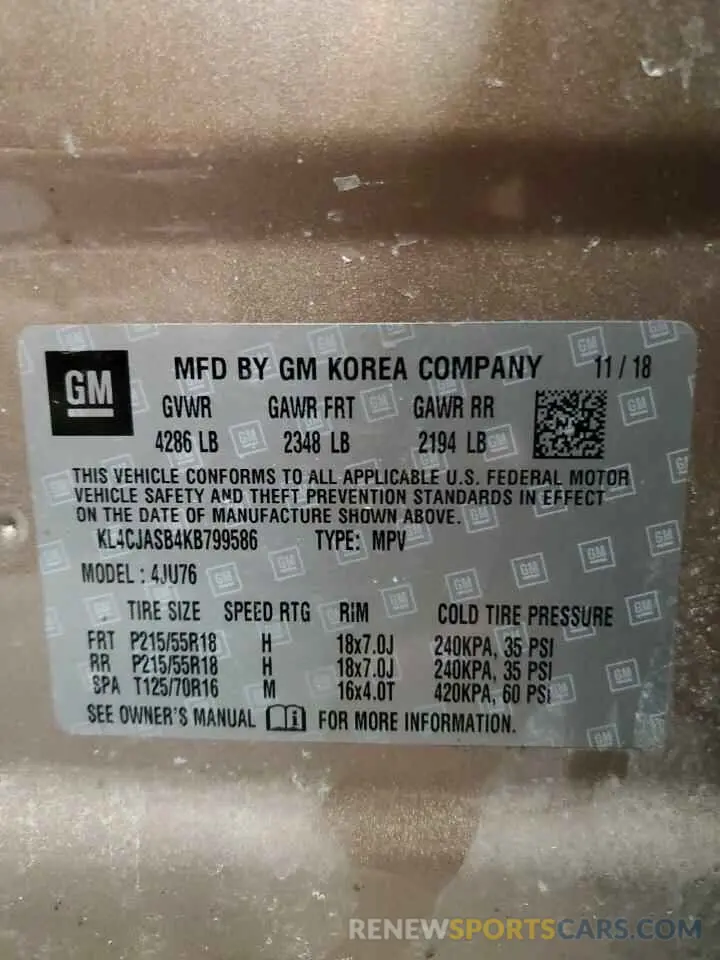 GM
MFD BY GM KOREA COMPANY 11/18
GVWR GAWR FRT GAWR RR
4286 LB 2348 LB 2194 LB
THIS VEHICLE CONFORMS TO ALL APPLICABLE U.S. FEDERAL MOTOR
VEHICLE SAFETY AND THEFT PREVENTION STANDARDS IN EFFECT
ON THE DATE OF MANUFACTURE SHOWN ABOVE.
KL4CJASB4KB799586 TYPE: MPV
MODEL : 4JU76
TIRE SIZE SPEED RTG RIM COLD TIRE PRESSURE
FRT P215/55R18 H 18x7.0J 240KPA, 35 PSI
RR P215/55R18 H 18x7.0J 240KPA, 35 PSI
SPA T125/70R16 M 16x4.0T 420KPA, 60 PSI
SEE OWNER'S MANUAL FOR MORE INFORMATION.
RENEWSPORTSCARS.COM